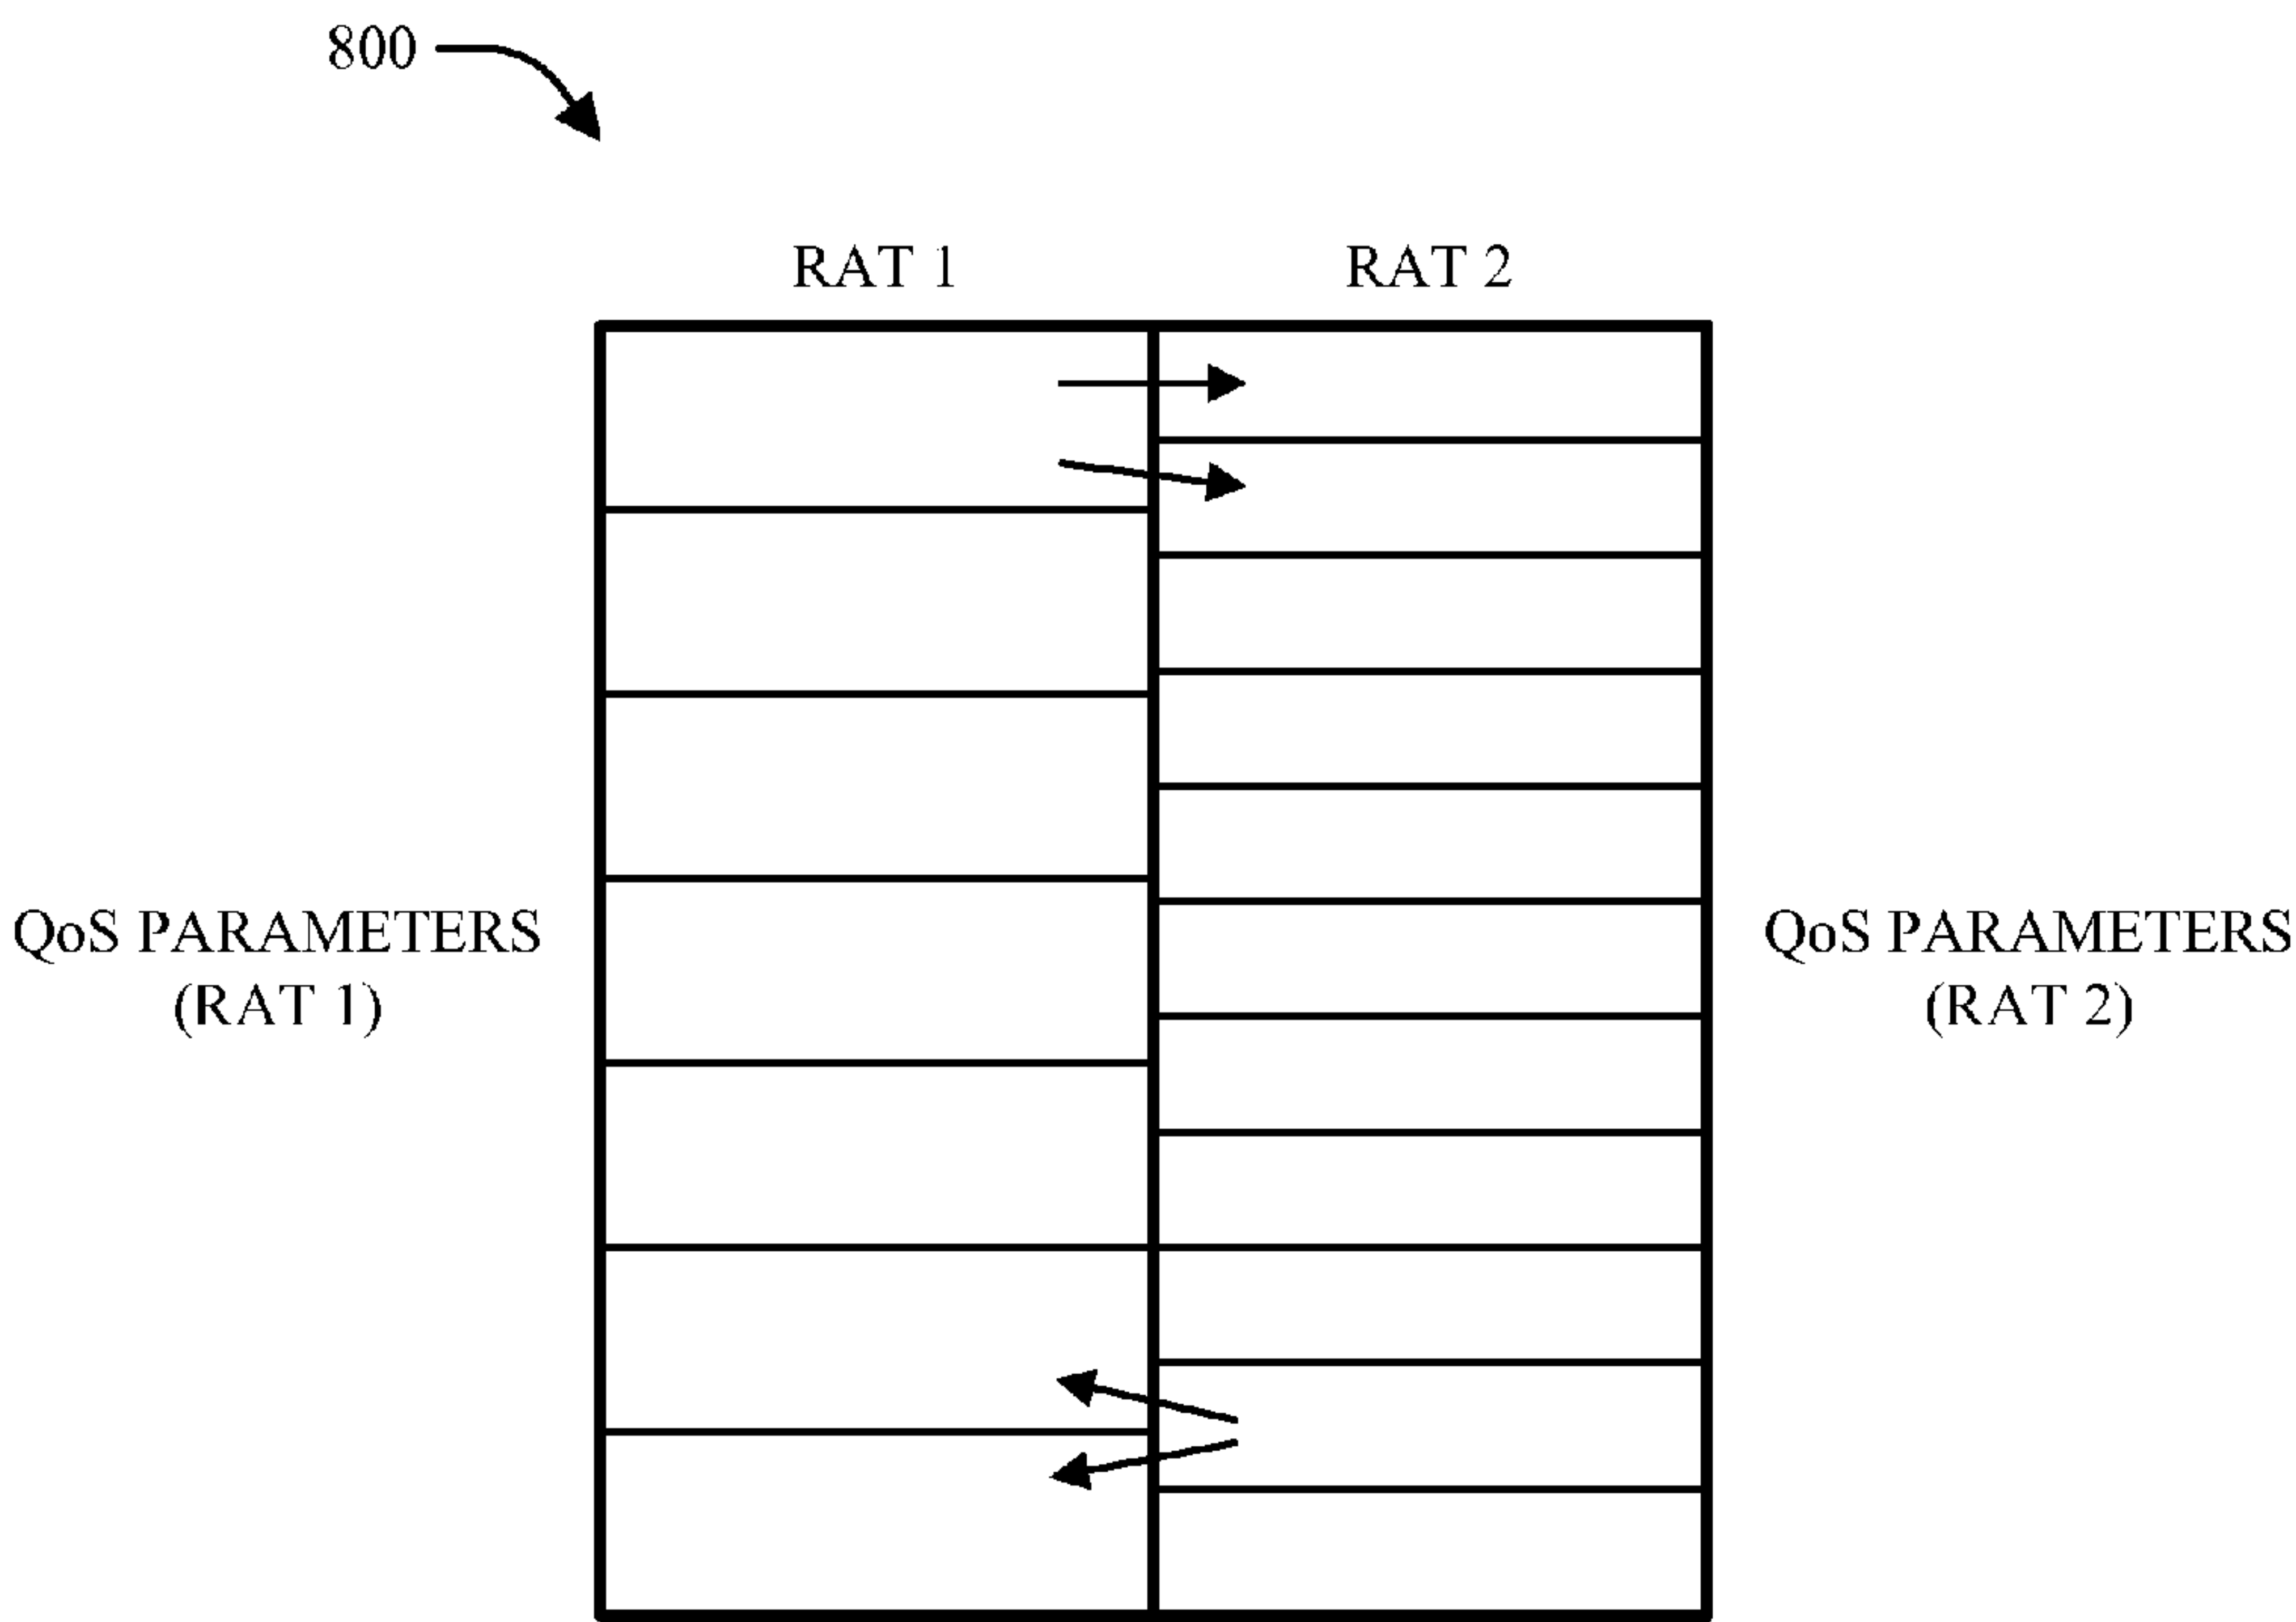 800
RAT 1
RAT 2
QoS PARAMETERS
(RAT 1)
QoS PARAMETERS
(RAT 2)